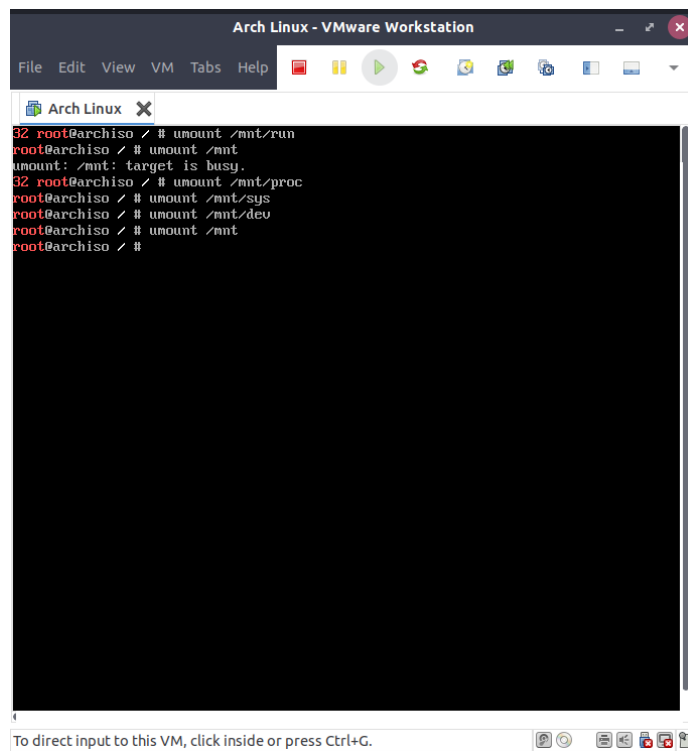 Arch Linux - VMware Workstation
File Edit View VM Tabs Help
Arch Linux
32 root@archiso / # umount /mnt/run
root@archiso / # umount /mnt
umount: /mnt: target is busy.
32 root@archiso / # umount /mnt/proc
root@archiso / # umount /mnt/sys
root@archiso / # umount /mnt/dev
root@archiso / # umount /mnt
root@archiso / #
To direct input to this VM, click inside or press Ctrl+G.